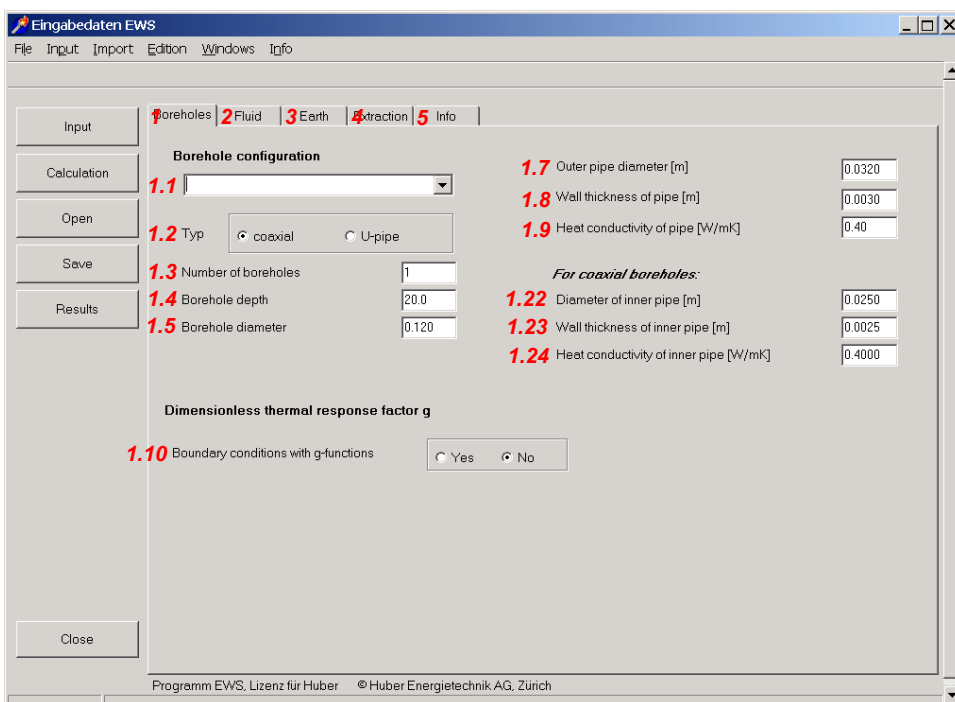 Eingabedaten EWS
File Input Import Edition Windows Info
1 Boreholes 2 Fluid 3 Earth 4 Extraction 5 Info
Input
Calculation
Open
Save
Results
Close
Borehole configuration
1.1
1.2 Typ coaxial U-pipe
1.3 Number of boreholes 1
1.4 Borehole depth 20.0
1.5 Borehole diameter 0.120
1.7 Outer pipe diameter [m] 0.0320
1.8 Wall thickness of pipe [m] 0.0030
1.9 Heat conductivity of pipe [W/mK] 0.40
For coaxial boreholes:
1.22 Diameter of inner pipe [m] 0.0250
1.23 Wall thickness of inner pipe [m] 0.0025
1.24 Heat conductivity of inner pipe [W/mK] 0.4000
Dimensionless thermal response factor g
1.10 Boundary conditions with g-functions Yes No
Programm EWS, Lizenz für Huber © Huber Energietechnik AG, Zürich